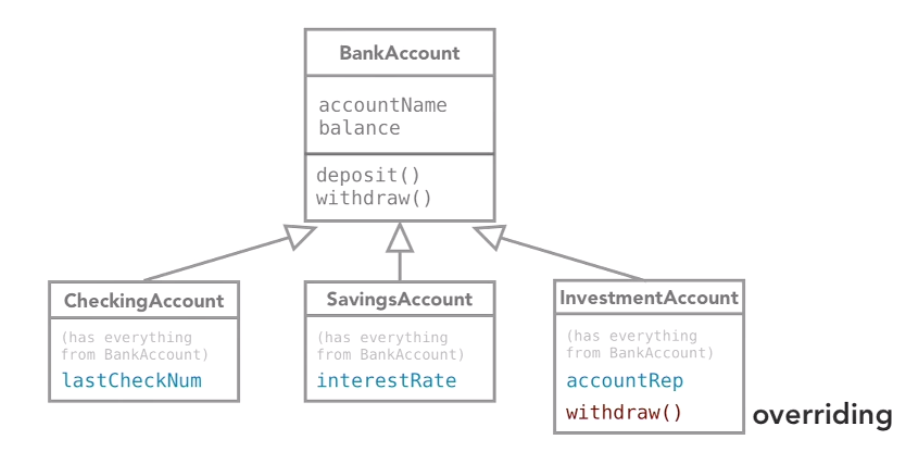 BankAccount
accountName
balance
deposit()
withdraw()
CheckingAccount
(has everything
from BankAccount)
lastCheckNum
SavingsAccount
(has everything
from BankAccount)
interestRate
InvestmentAccount
(has everything
from BankAccount)
accountRep
withdraw()
overriding